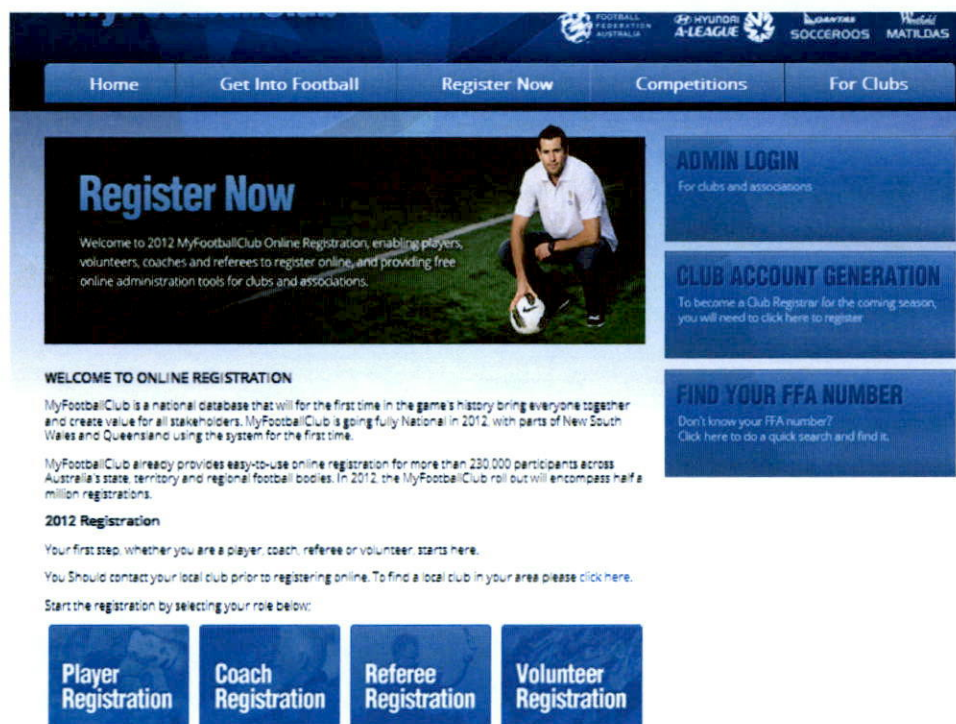 MyFootballClub
FOOTBALL
FEDERATION
AUSTRALIA
HYUNDAI
A-LEAGUE
QANTAS
SOCCEROOS
Westfield
MATILDAS
Home
Get Into Football
Register Now
Competitions
For Clubs
Register Now
Welcome to 2012 MyFootballClub Online Registration, enabling players,
volunteers, coaches and referees to register online, and providing free
online administration tools for clubs and associations.
ADMIN LOGIN
For clubs and associations
CLUB ACCOUNT GENERATION
To become a Club Registrar for the coming season,
you will need to click here to register
FIND YOUR FFA NUMBER
Don't know your FFA number?
Click here to do a quick search and find it.
WELCOME TO ONLINE REGISTRATION
MyFootballClub is a national database that will for the first time in the game's history bring everyone together
and create value for all stakeholders. MyFootballClub is going fully National in 2012, with parts of New South
Wales and Queensland using the system for the first time.
MyFootballClub already provides easy-to-use online registration for more than 230,000 participants across
Australia's state, territory and regional football bodies. In 2012, the MyFootballClub roll out will encompass half a
million registrations.
2012 Registration
Your first step, whether you are a player, coach, referee or volunteer, starts here.
You Should contact your local club prior to registering online. To find a local club in your area please click here.
Start the registration by selecting your role below:
Player
Registration
Coach
Registration
Referee
Registration
Volunteer
Registration